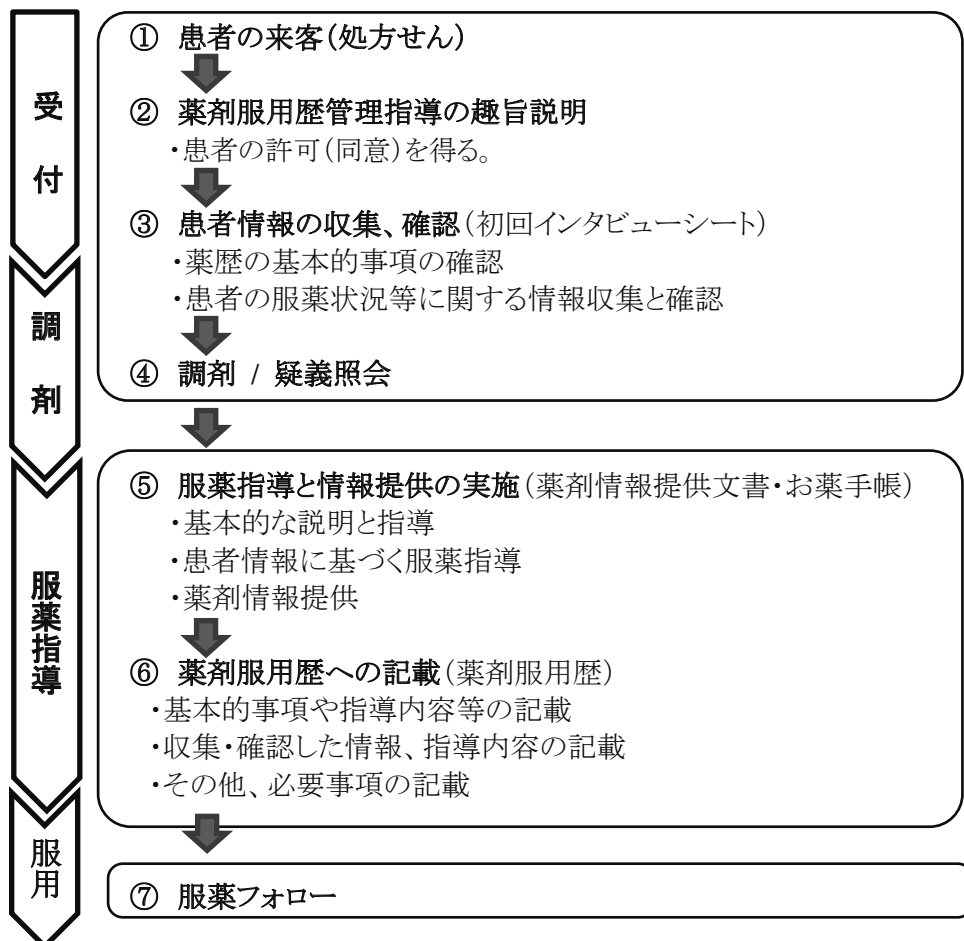 受付
① 患者の来客(処方せん)
② 薬剤服用歴管理指導の趣旨説明
・患者の許可(同意)を得る。
③ 患者情報の収集、確認(初回インタビューシート)
・薬歴の基本的事項の確認
・患者の服薬状況等に関する情報収集と確認
調剤
④ 調剤 / 疑義照会
服薬指導
⑤ 服薬指導と情報提供の実施(薬剤情報提供文書・お薬手帳)
・基本的な説明と指導
・患者情報に基づく服薬指導
・薬剤情報提供
⑥ 薬剤服用歴への記載(薬剤服用歴)
・基本的事項や指導内容等の記載
・収集・確認した情報、指導内容の記載
・その他、必要事項の記載
服用
⑦ 服薬フォロー